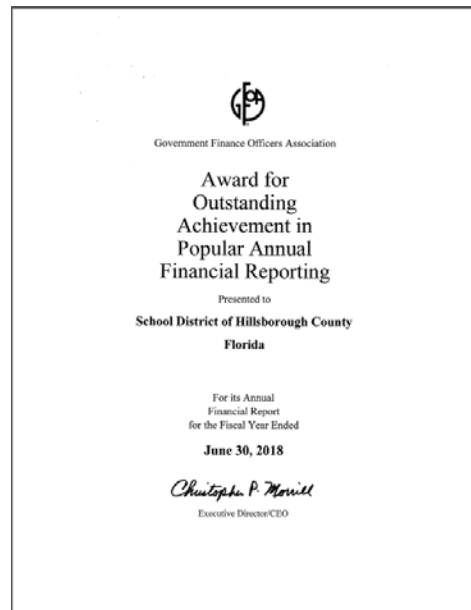 Government Finance Officers Association
Award for
Outstanding
Achievement in
Popular Annual
Financial Reporting
Presented to
School District of Hillsborough County
Florida
For its Annual
Financial Report
for the Fiscal Year Ended
June 30, 2018
Christopher P. Morrill
Executive Director/CEO